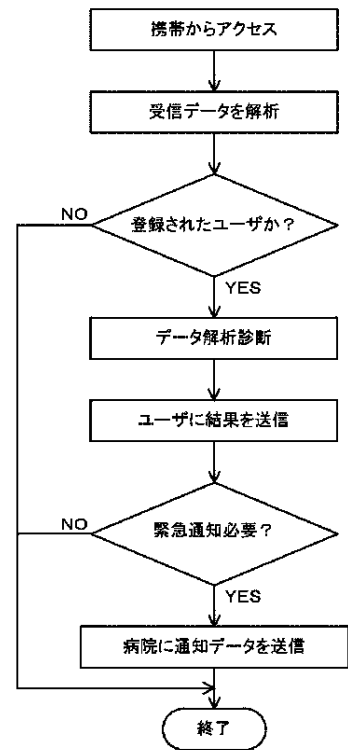 携帯からアクセス
受信データを解析
登録されたユーザか?
NO
YES
データ解析診断
ユーザに結果を送信
緊急通知必要?
NO
YES
病院に通知データを送信
終了